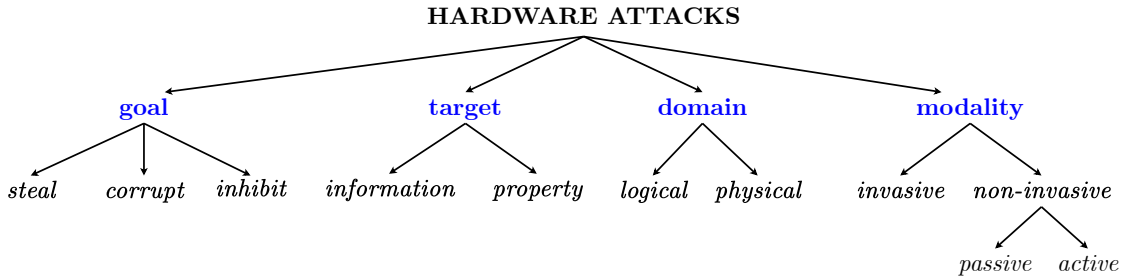 HARDWARE ATTACKS
goal target domain modality
steal corrupt inhibit information property logical physical invasive non-invasive
passive active